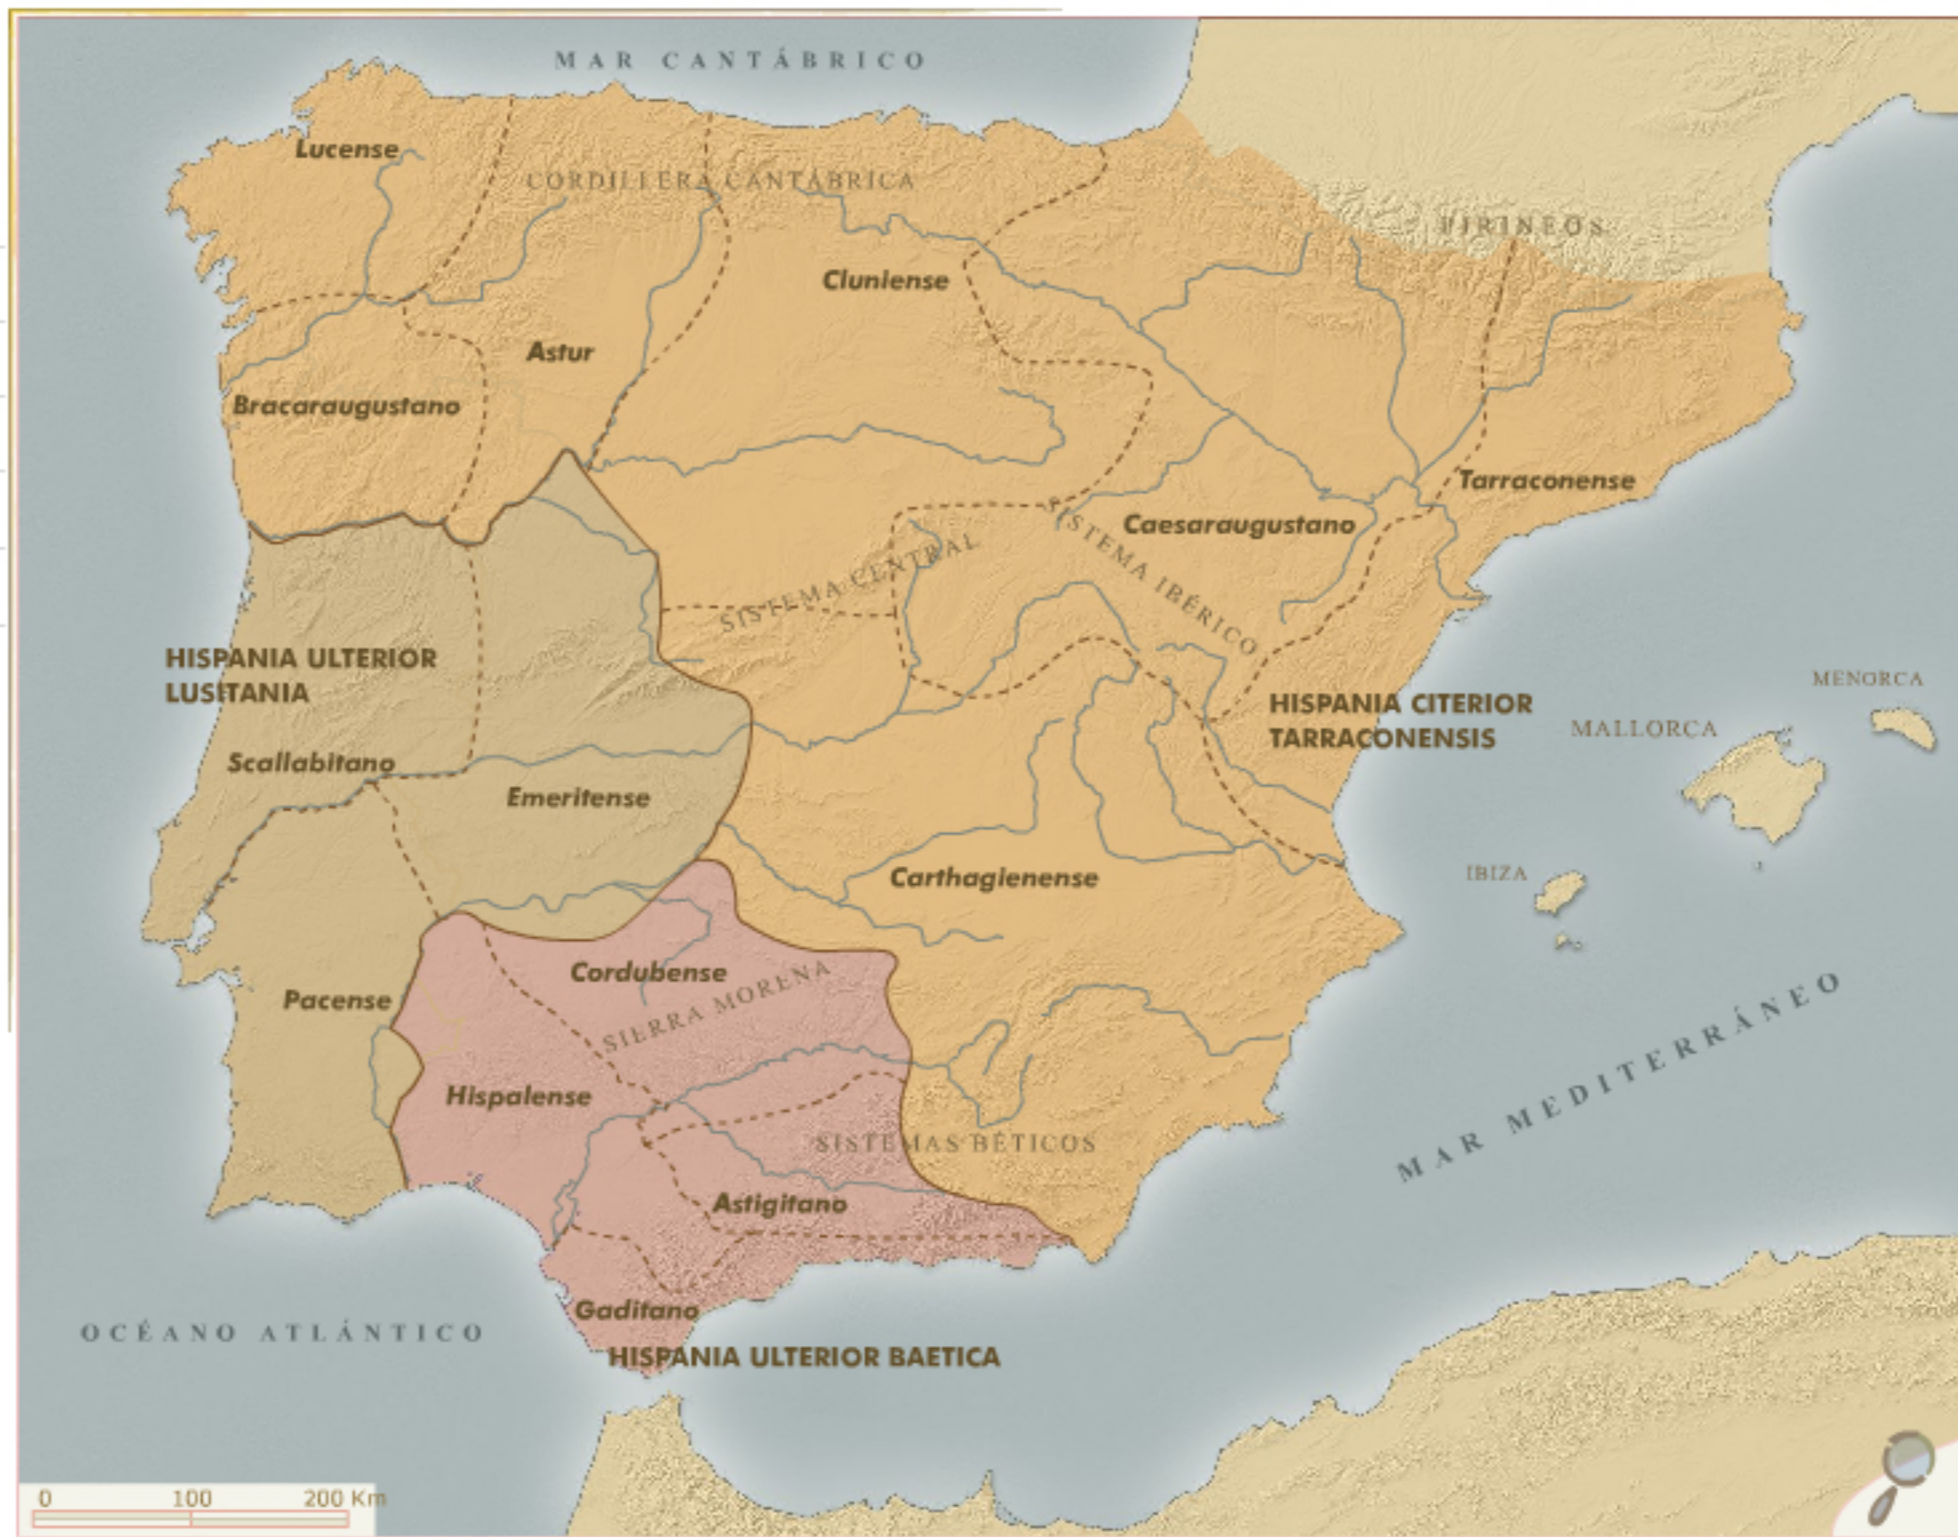 MAR CANTÁBRICO
Lucense
CORDILLERA CANTÁBRICA
PIRINEOS
Cluniense
Astur
Bracaraugustano
Tarraconense
Caesaraugustano
SISTEMA CENTRAL
SISTEMA IBÉRICO
HISPANIA ULTERIOR
LUSITANIA
HISPANIA CITERIOR
TARRACONENSIS
MENORCA
MALLORCA
Scallabitano
Emeritense
Carthagienense
IBIZA
Cordubense
SIERRA MORENA
Pacense
Hispalense
MAR MEDITERRÁNEO
SISTEMAS BÉTICOS
Astigitano
Gaditano
OCÉANO ATLÁNTICO
HISPANIA ULTERIOR BAETICA
0 100 200 Km